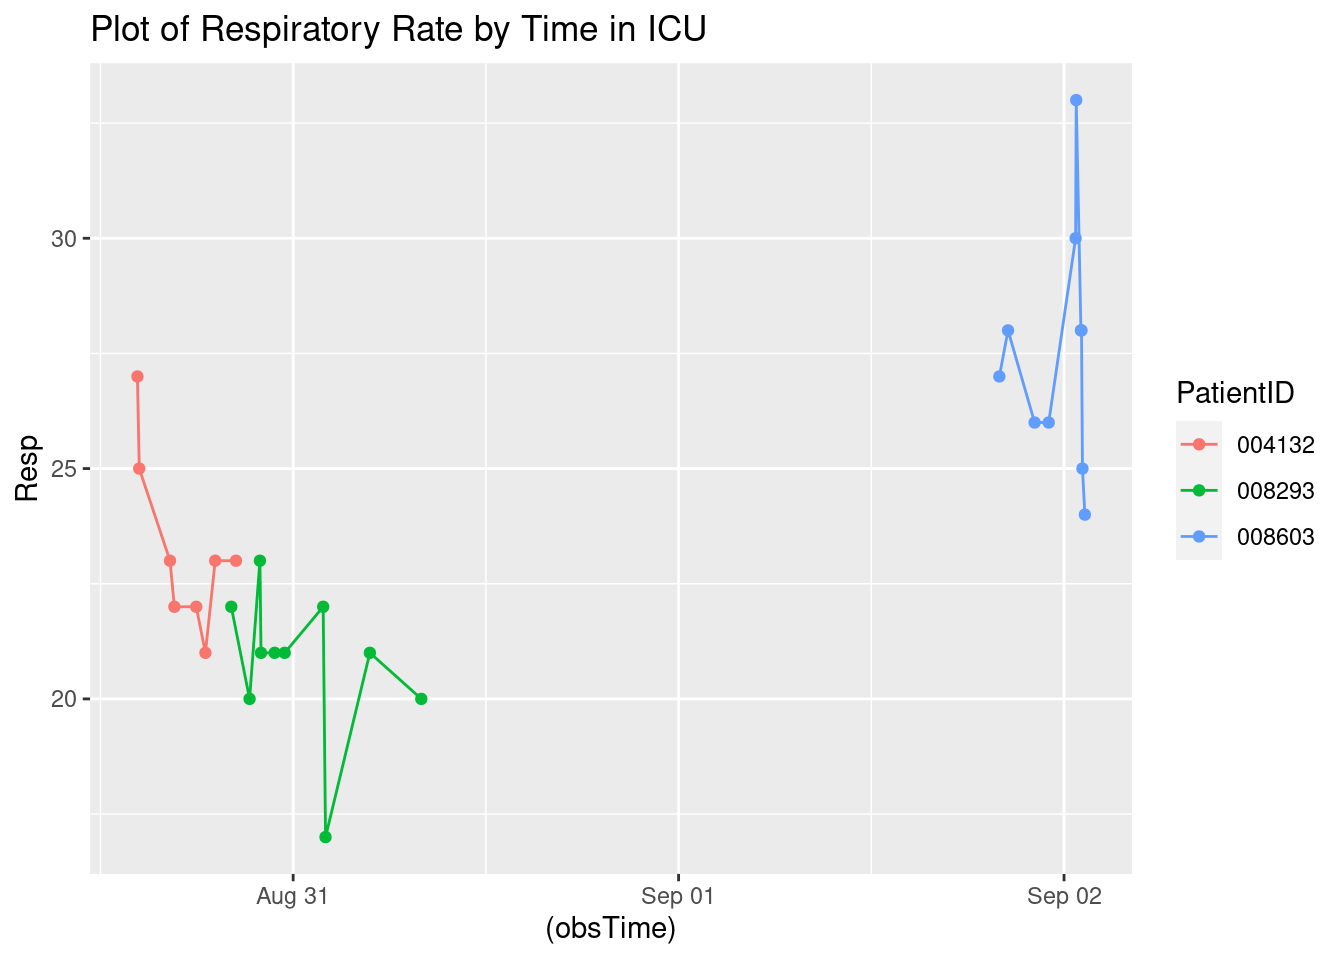 Plot of Respiratory Rate by Time in ICU
Resp
30
25
20
Aug 31
Sep 01
Sep 02
(obsTime)
PatientID
004132
008293
008603